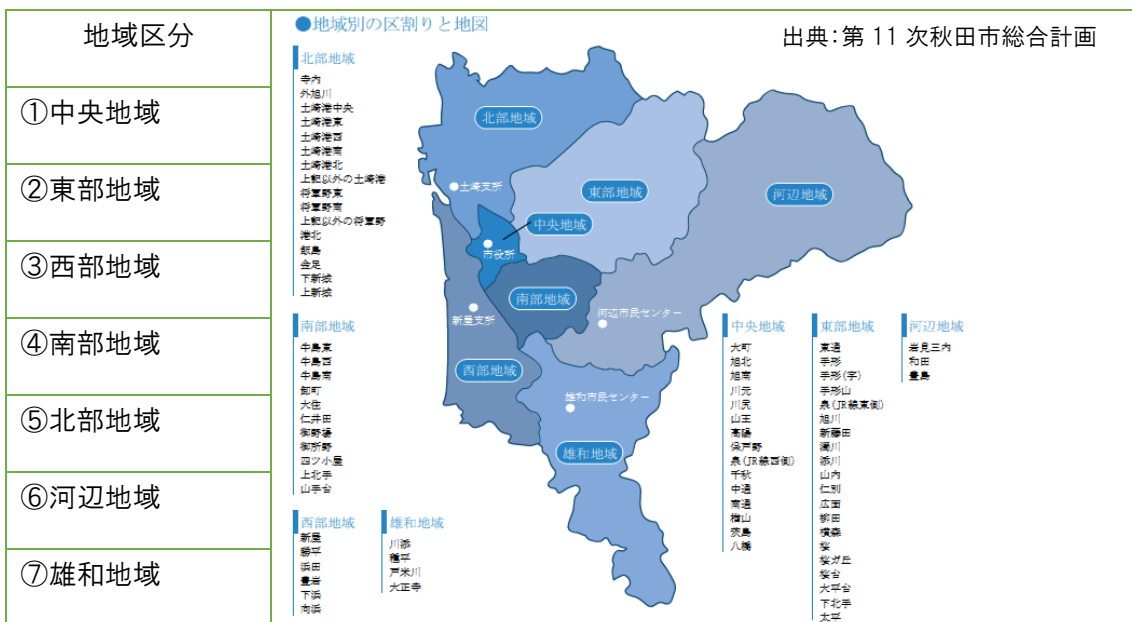 地域区分
①中央地域
②東部地域
③西部地域
④南部地域
⑤北部地域
⑥河辺地域
⑦雄和地域
●地域別の区割りと地図
出典:第 11 次秋田市総合計画
北部地域
寺内
外旭川
土崎港中央
土崎港東
土崎港西
土崎港南
土崎港北
上記以外の土崎港
将軍野東
将軍野南
上記以外の将軍野
港北
飯島
金足
下新城
上新城
北部地域
土崎支所
東部地域
河辺地域
中央地域
市役所
南部地域
新屋支所
河辺市民センター
西部地域
雄和市民センター
雄和地域
南部地域
牛島東
牛島西
牛島南
卸町
大住
仁井田
御野場
御所野
四ツ小屋
上北手
山手台
西部地域
新屋
勝平
浜田
豊岩
下浜
向浜
雄和地域
川添
種平
戸米川
大正寺
中央地域
大町
旭北
旭南
川元
川尻
山王
高陽
保戸野
泉(JR線西側)
千秋
中通
南通
楢山
茨島
八橋
東部地域
東通
手形
手形(字)
手形山
泉(JR線東側)
旭川
新藤田
濁川
添川
山内
仁別
広面
柳田
横森
桜
桜ガ丘
桜台
大平台
下北手
太平
河辺地域
岩見三内
和田
豊島